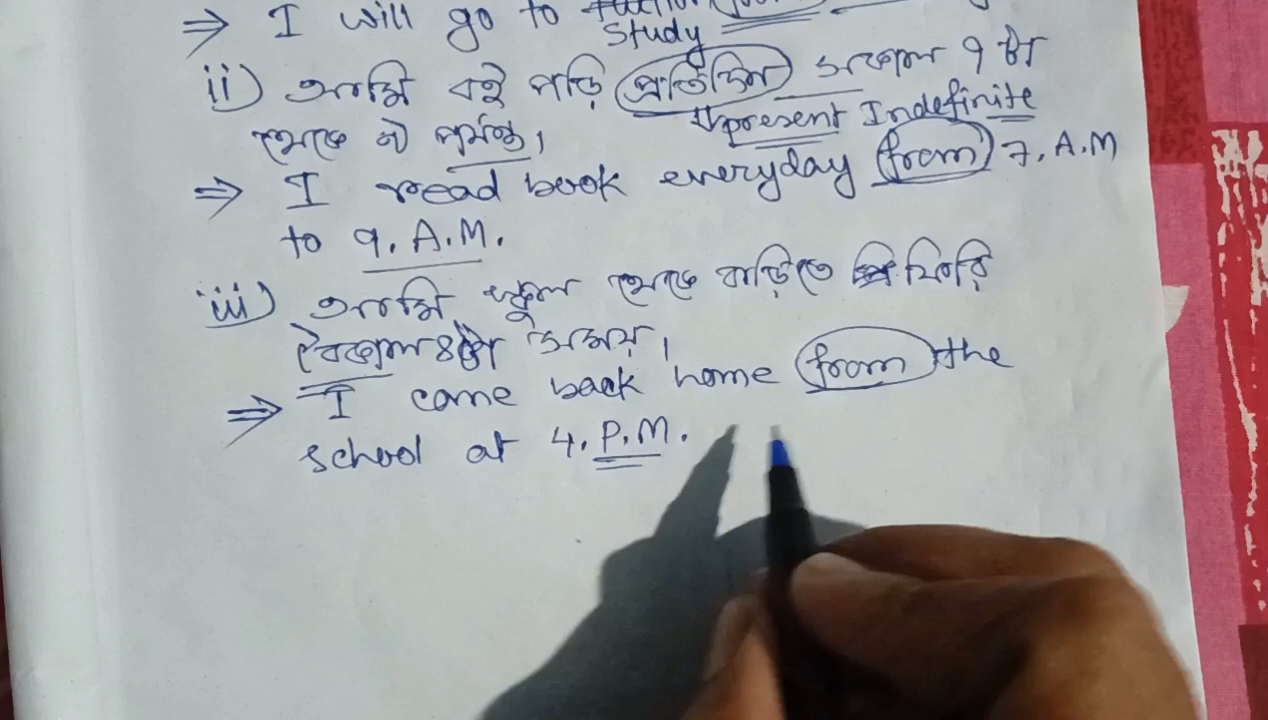 ⇒ I will go to
study
ii) আমি বই পড়ি প্রতিদিন সকাল ৭ টা
present Indefinite
থেকে ৯ পর্যন্ত।
⇒ I read book everyday from 7. A.M
to 9. A.M.
iii) আমি স্কুল থেকে বাড়িতে ফিরি
বৈকাল ৪টে সময়।
⇒ I come back home from the
school at 4. P.M.